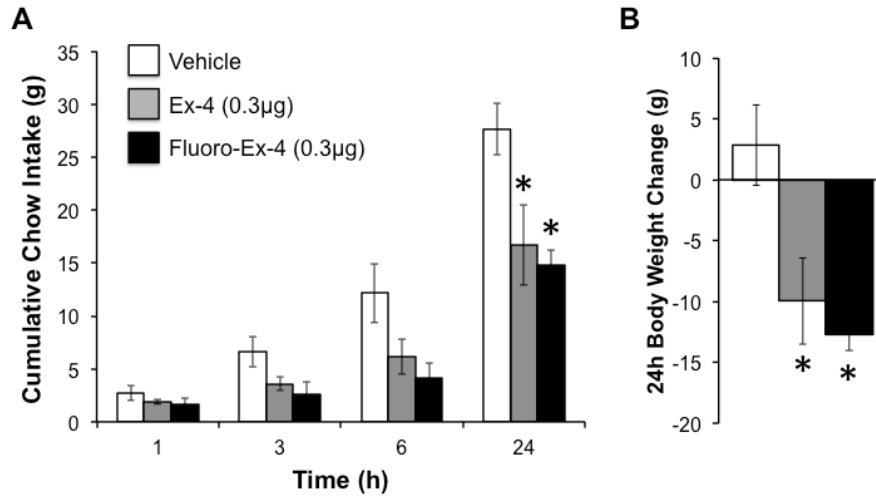 A
Cumulative Chow Intake (g)
35
30
25
20
15
10
5
0
Vehicle
Ex-4 (0.3µg)
Fluoro-Ex-4 (0.3µg)
*
*
1 3 6 24
Time (h)
B
24h Body Weight Change (g)
10
5
0
-5
-10
-15
-20
*
*